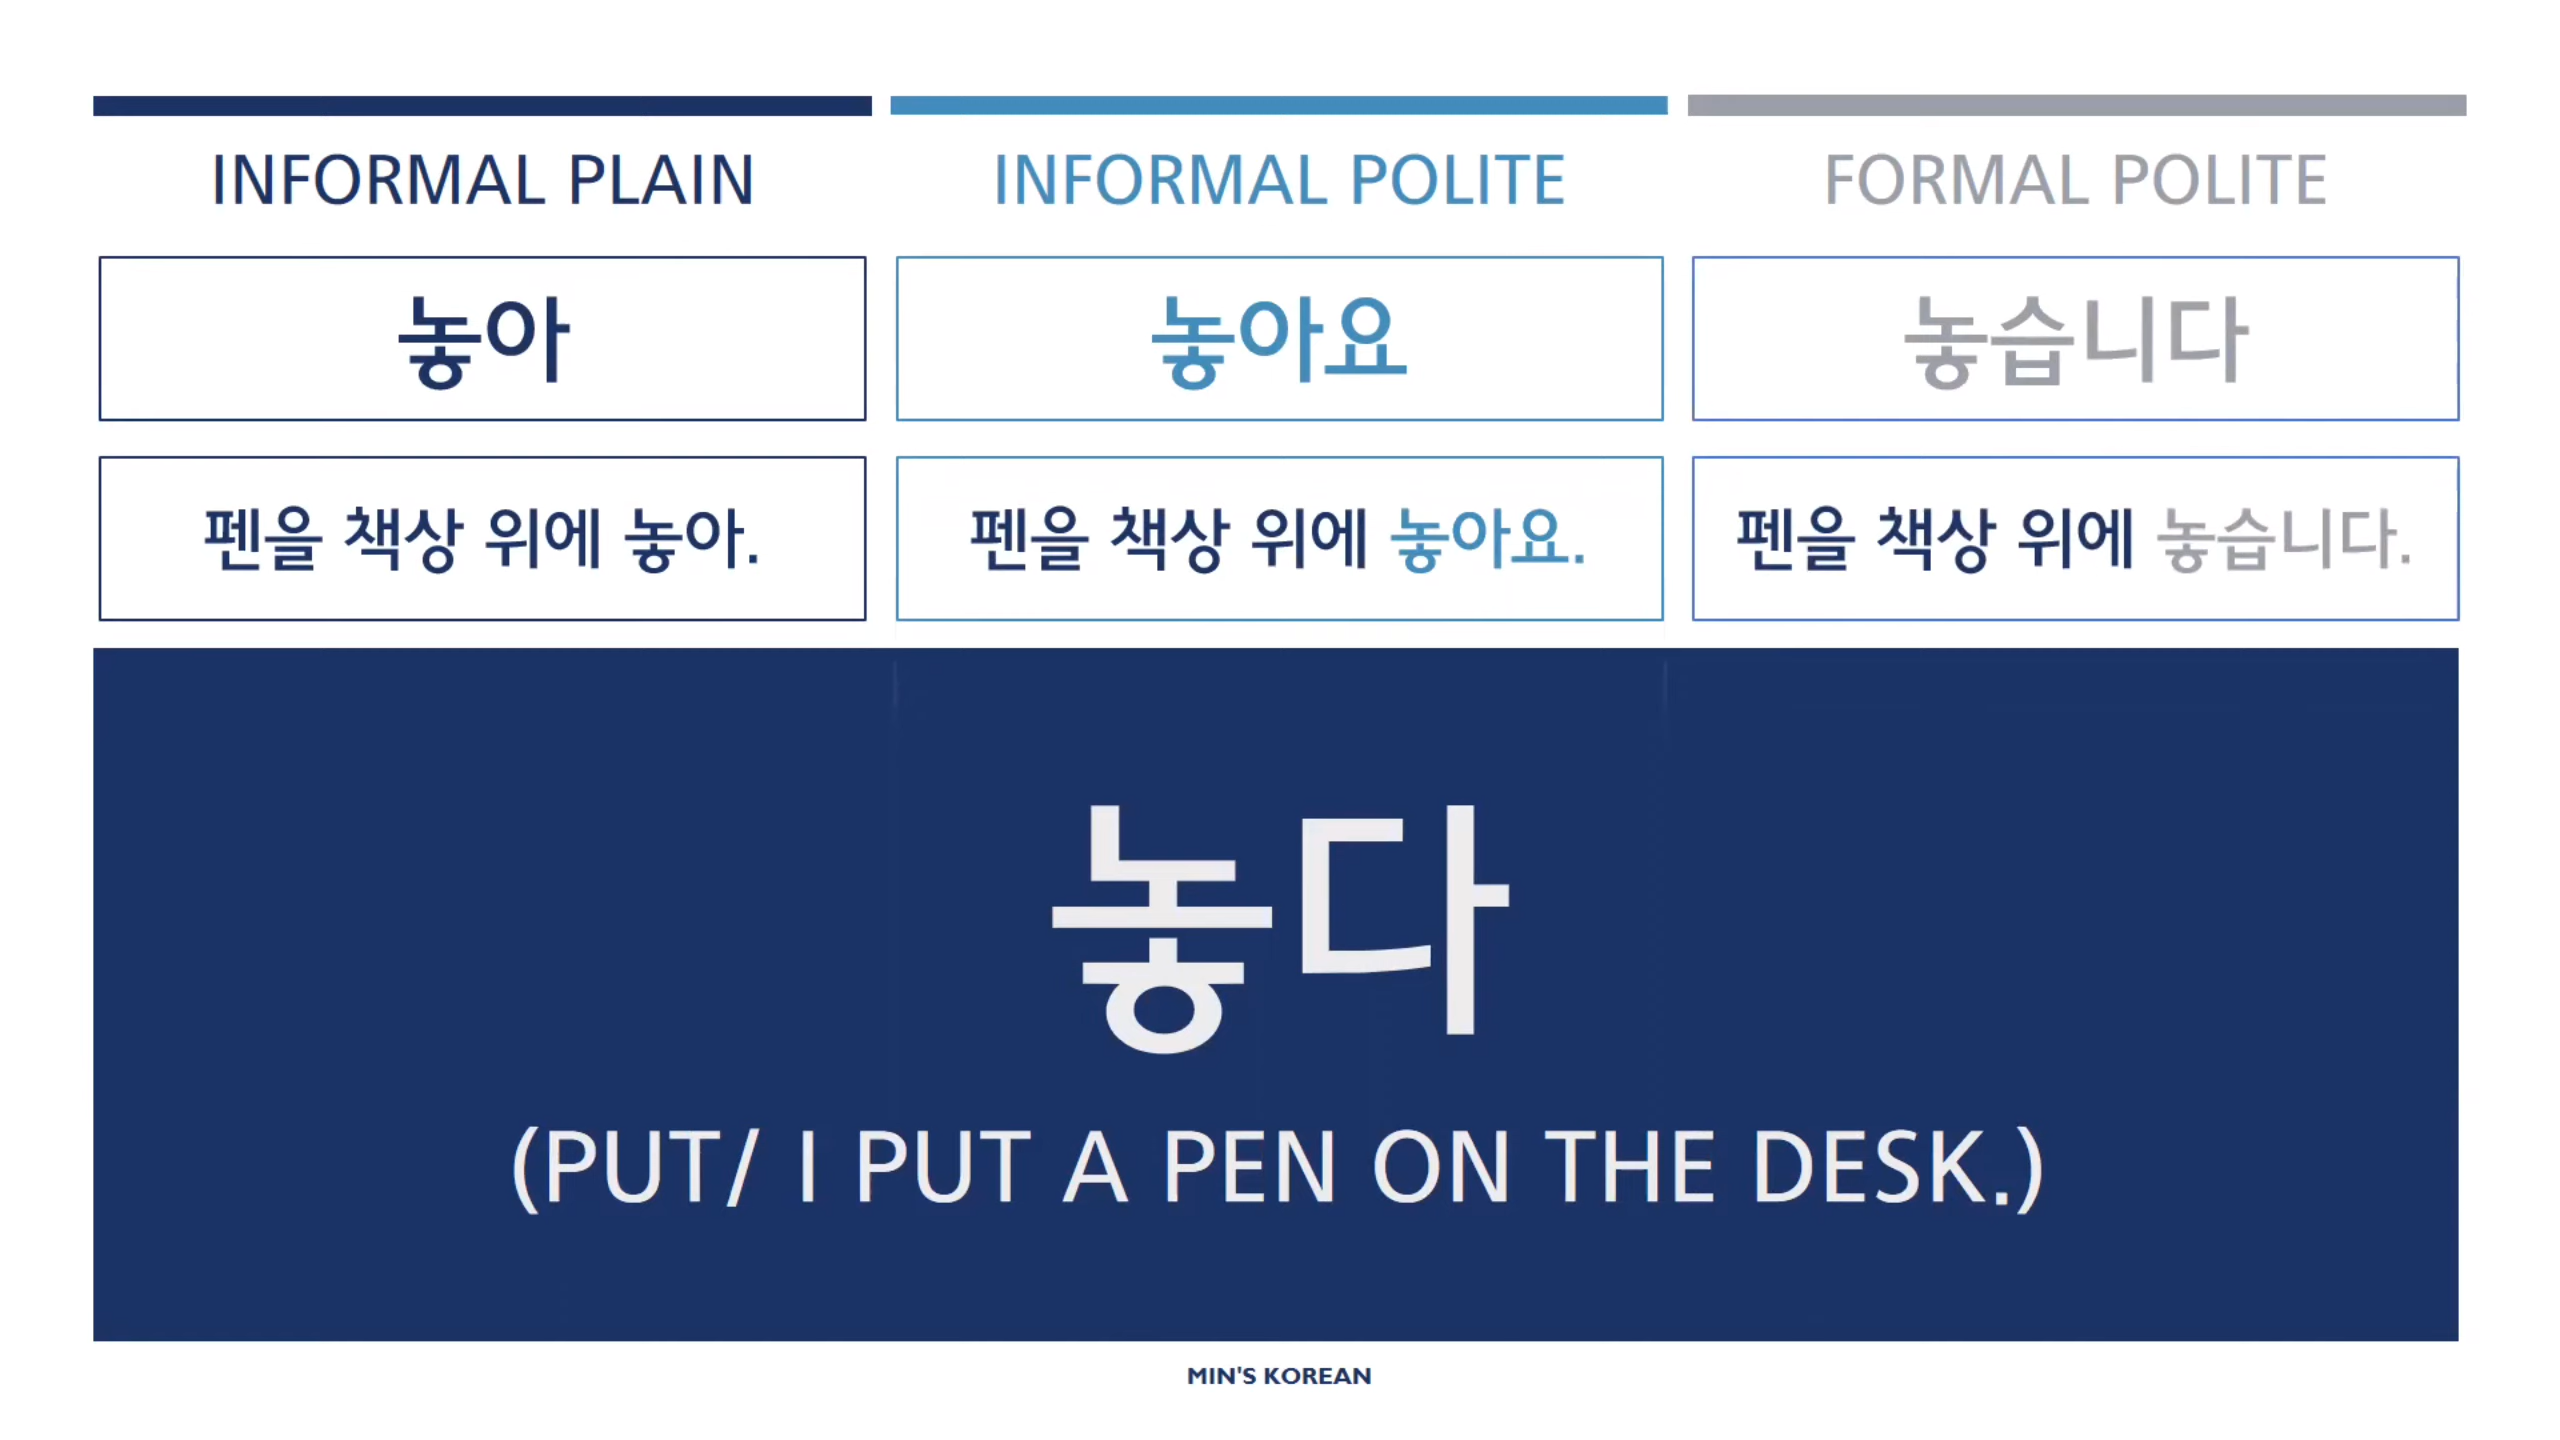 INFORMAL PLAIN
INFORMAL POLITE
FORMAL POLITE
놓아
놓아요
놓습니다
펜을 책상 위에 놓아.
펜을 책상 위에 놓아요.
펜을 책상 위에 놓습니다.
놓다
(PUT/ I PUT A PEN ON THE DESK.)
MIN'S KOREAN